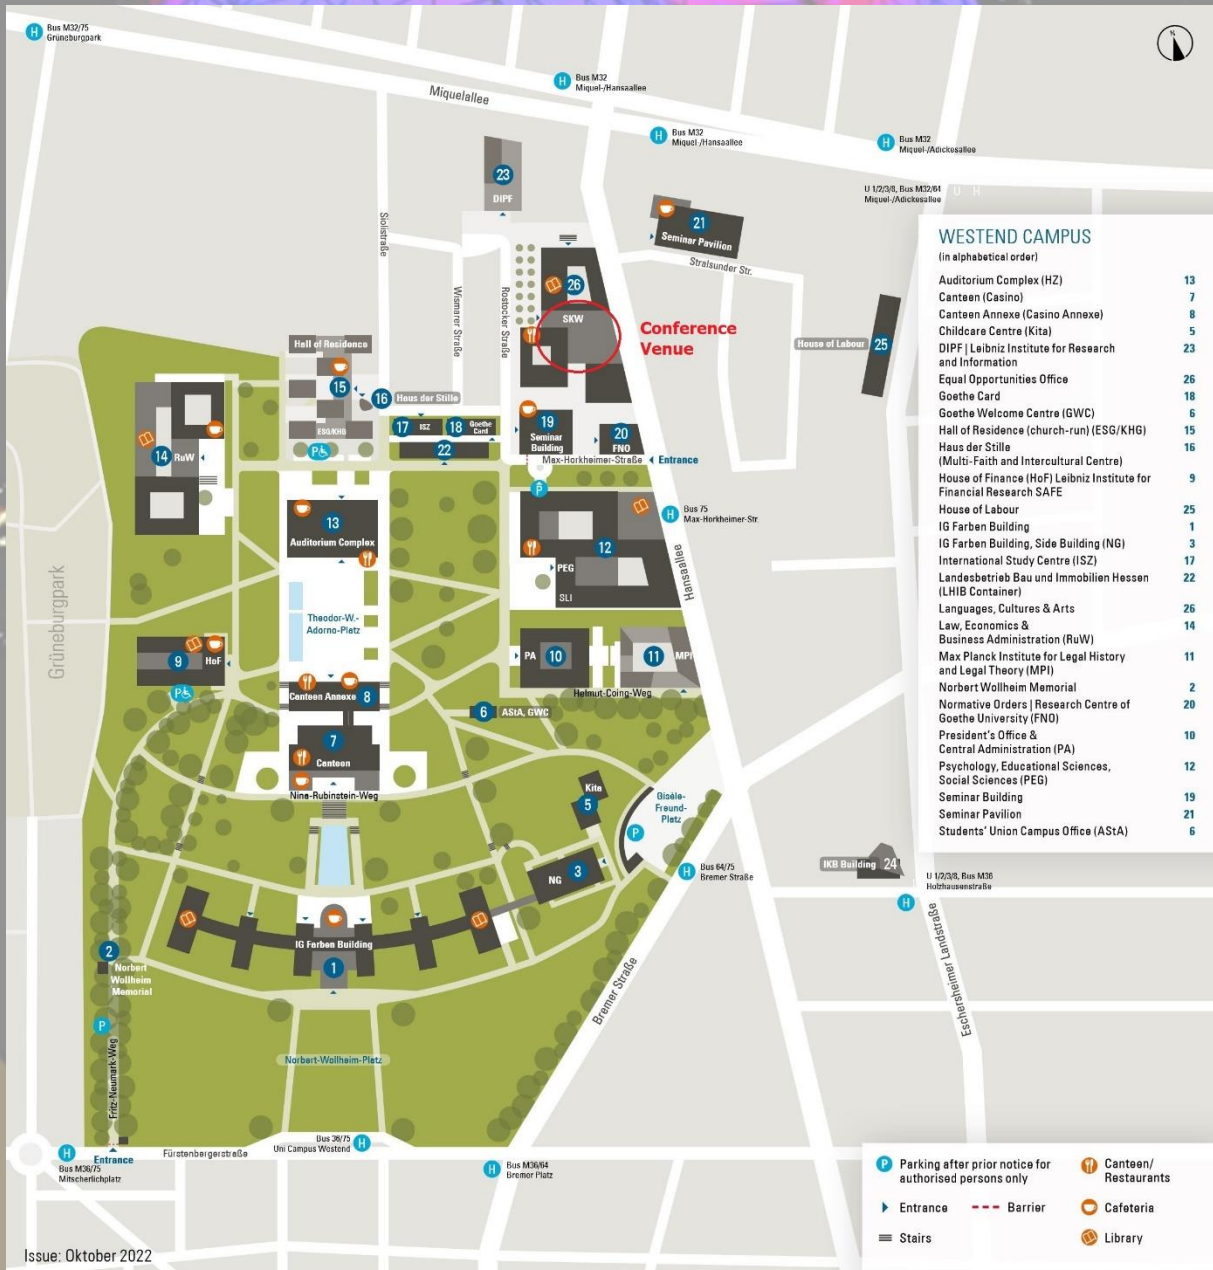 Bus M32/75
Grüneburgpark
Bus M32
Miquel-/Hansaallee
Miquelallee
Bus M32
Miquel-/Hansaallee
Bus M32
Miquel-/Adickesallee
U 1/2/3/8, Bus M32/64
Miquel-/Adickesallee
U H
N
23
DIPF
Siolistraße
21
Seminar Pavilion
Stralsunder Str.
26
SKW
Conference
Venue
Wismarer Straße
Rostocker Straße
House of Labour 25
Hall of Residence
15
16 Haus der Stille
ESG/KHG
17 ISZ
18 Goethe
Card
22
19
Seminar
Building
20
FNO
Max-Horkheimer-Straße
Entrance
14 RuW
P
P
13
Auditorium Complex
Bus 75
Max-Horkheimer-Str.
12
PEG
SLI
Hansaallee
Grüneburgpark
Theodor-W.-
Adorno-Platz
9 HoF
P
PA 10
11 MPI
Helmut-Coing-Weg
Canteen Annexe 8
6 AStA, GWC
7
Canteen
Nina-Rubinstein-Weg
Kita
5
Gisèle-
Freund-
Platz
P
NG 3
Bus 64/75
Bremer Straße
IKB Building 24
U 1/2/3/8, Bus M36
Holzhausenstraße
IG Farben Building
1
2
Norbert
Wollheim
Memorial
P
Fritz-Neumark-Weg
Norbert-Wollheim-Platz
Bremer Straße
Eschersheimer Landstraße
Bus 36/75
Uni Campus Westend
Entrance
Fürstenbergerstraße
Bus M36/75
Mitscherlichplatz
Bus M36/64
Bremer Platz
Issue: Oktober 2022
WESTEND CAMPUS
(in alphabetical order)
Auditorium Complex (HZ) 13
Canteen (Casino) 7
Canteen Annexe (Casino Annexe) 8
Childcare Centre (Kita) 5
DIPF | Leibniz Institute for Research 23
and Information
Equal Opportunities Office 26
Goethe Card 18
Goethe Welcome Centre (GWC) 6
Hall of Residence (church-run) (ESG/KHG) 15
Haus der Stille 16
(Multi-Faith and Intercultural Centre)
House of Finance (HoF) Leibniz Institute for 9
Financial Research SAFE
House of Labour 25
IG Farben Building 1
IG Farben Building, Side Building (NG) 3
International Study Centre (ISZ) 17
Landesbetrieb Bau und Immobilien Hessen 22
(LHIB Container)
Languages, Cultures & Arts 26
Law, Economics & 14
Business Administration (RuW)
Max Planck Institute for Legal History 11
and Legal Theory (MPI)
Norbert Wollheim Memorial 2
Normative Orders | Research Centre of 20
Goethe University (FNO)
President's Office & 10
Central Administration (PA)
Psychology, Educational Sciences, 12
Social Sciences (PEG)
Seminar Building 19
Seminar Pavilion 21
Students' Union Campus Office (AStA) 6
P Parking after prior notice for
authorised persons only
Entrance
Barrier
Stairs
Canteen/
Restaurants
Cafeteria
Library